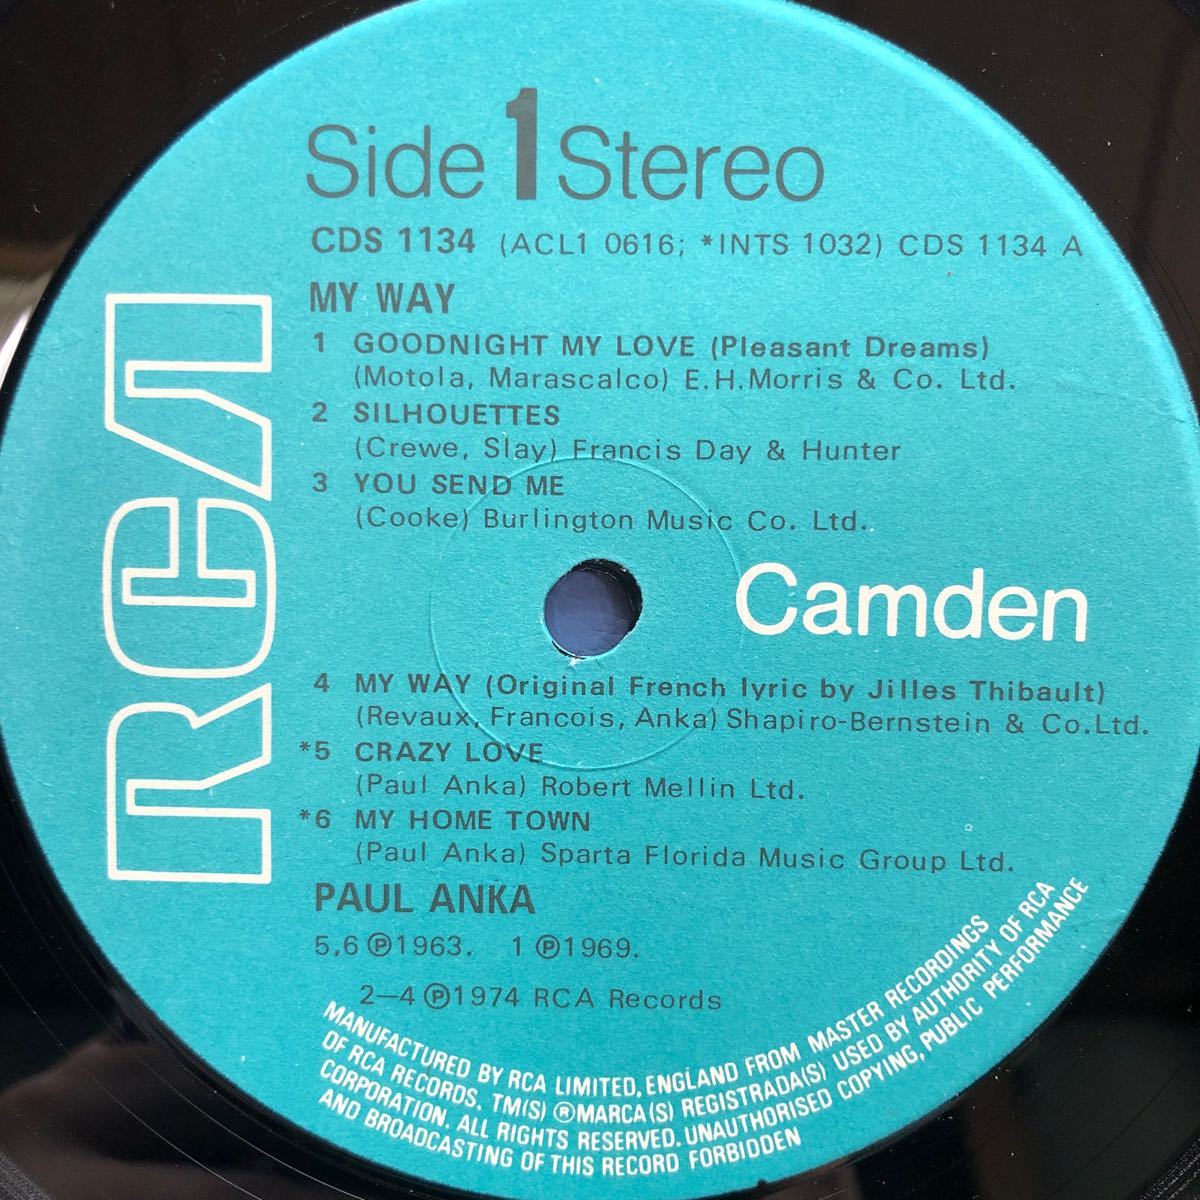 Side 1 Stereo
CDS 1134 (ACL1 0616; *INTS 1032) CDS 1134 A
MY WAY
1 GOODNIGHT MY LOVE (Pleasant Dreams)
(Motola, Marascalco) E.H.Morris & Co. Ltd.
2 SILHOUETTES
(Crewe, Slay) Francis Day & Hunter
3 YOU SEND ME
(Cooke) Burlington Music Co. Ltd..
RCA
Camden
4 MY WAY (Original French lyric by Jilles Thibault)
(Revaux, Francois, Anka) Shapiro-Bernstein & Co.Ltd.
*5 CRAZY LOVE
(Paul Anka) Robert Mellin Ltd.
*6 MY HOME TOWN
(Paul Anka) Sparta Florida Music Group Ltd.
PAUL ANKA
5,6 ℗1963. 1 ℗1969.
2—4 ℗1974 RCA Records
MANUFACTURED BY RCA LIMITED, ENGLAND FROM MASTER RECORDINGS
OF RCA RECORDS. TM(S) ®MARCA(S) REGISTRADA(S) USED BY AUTHORITY OF RCA
CORPORATION. ALL RIGHTS RESERVED. UNAUTHORISED COPYING, PUBLIC PERFORMANCE
AND BROADCASTING OF THIS RECORD FORBIDDEN